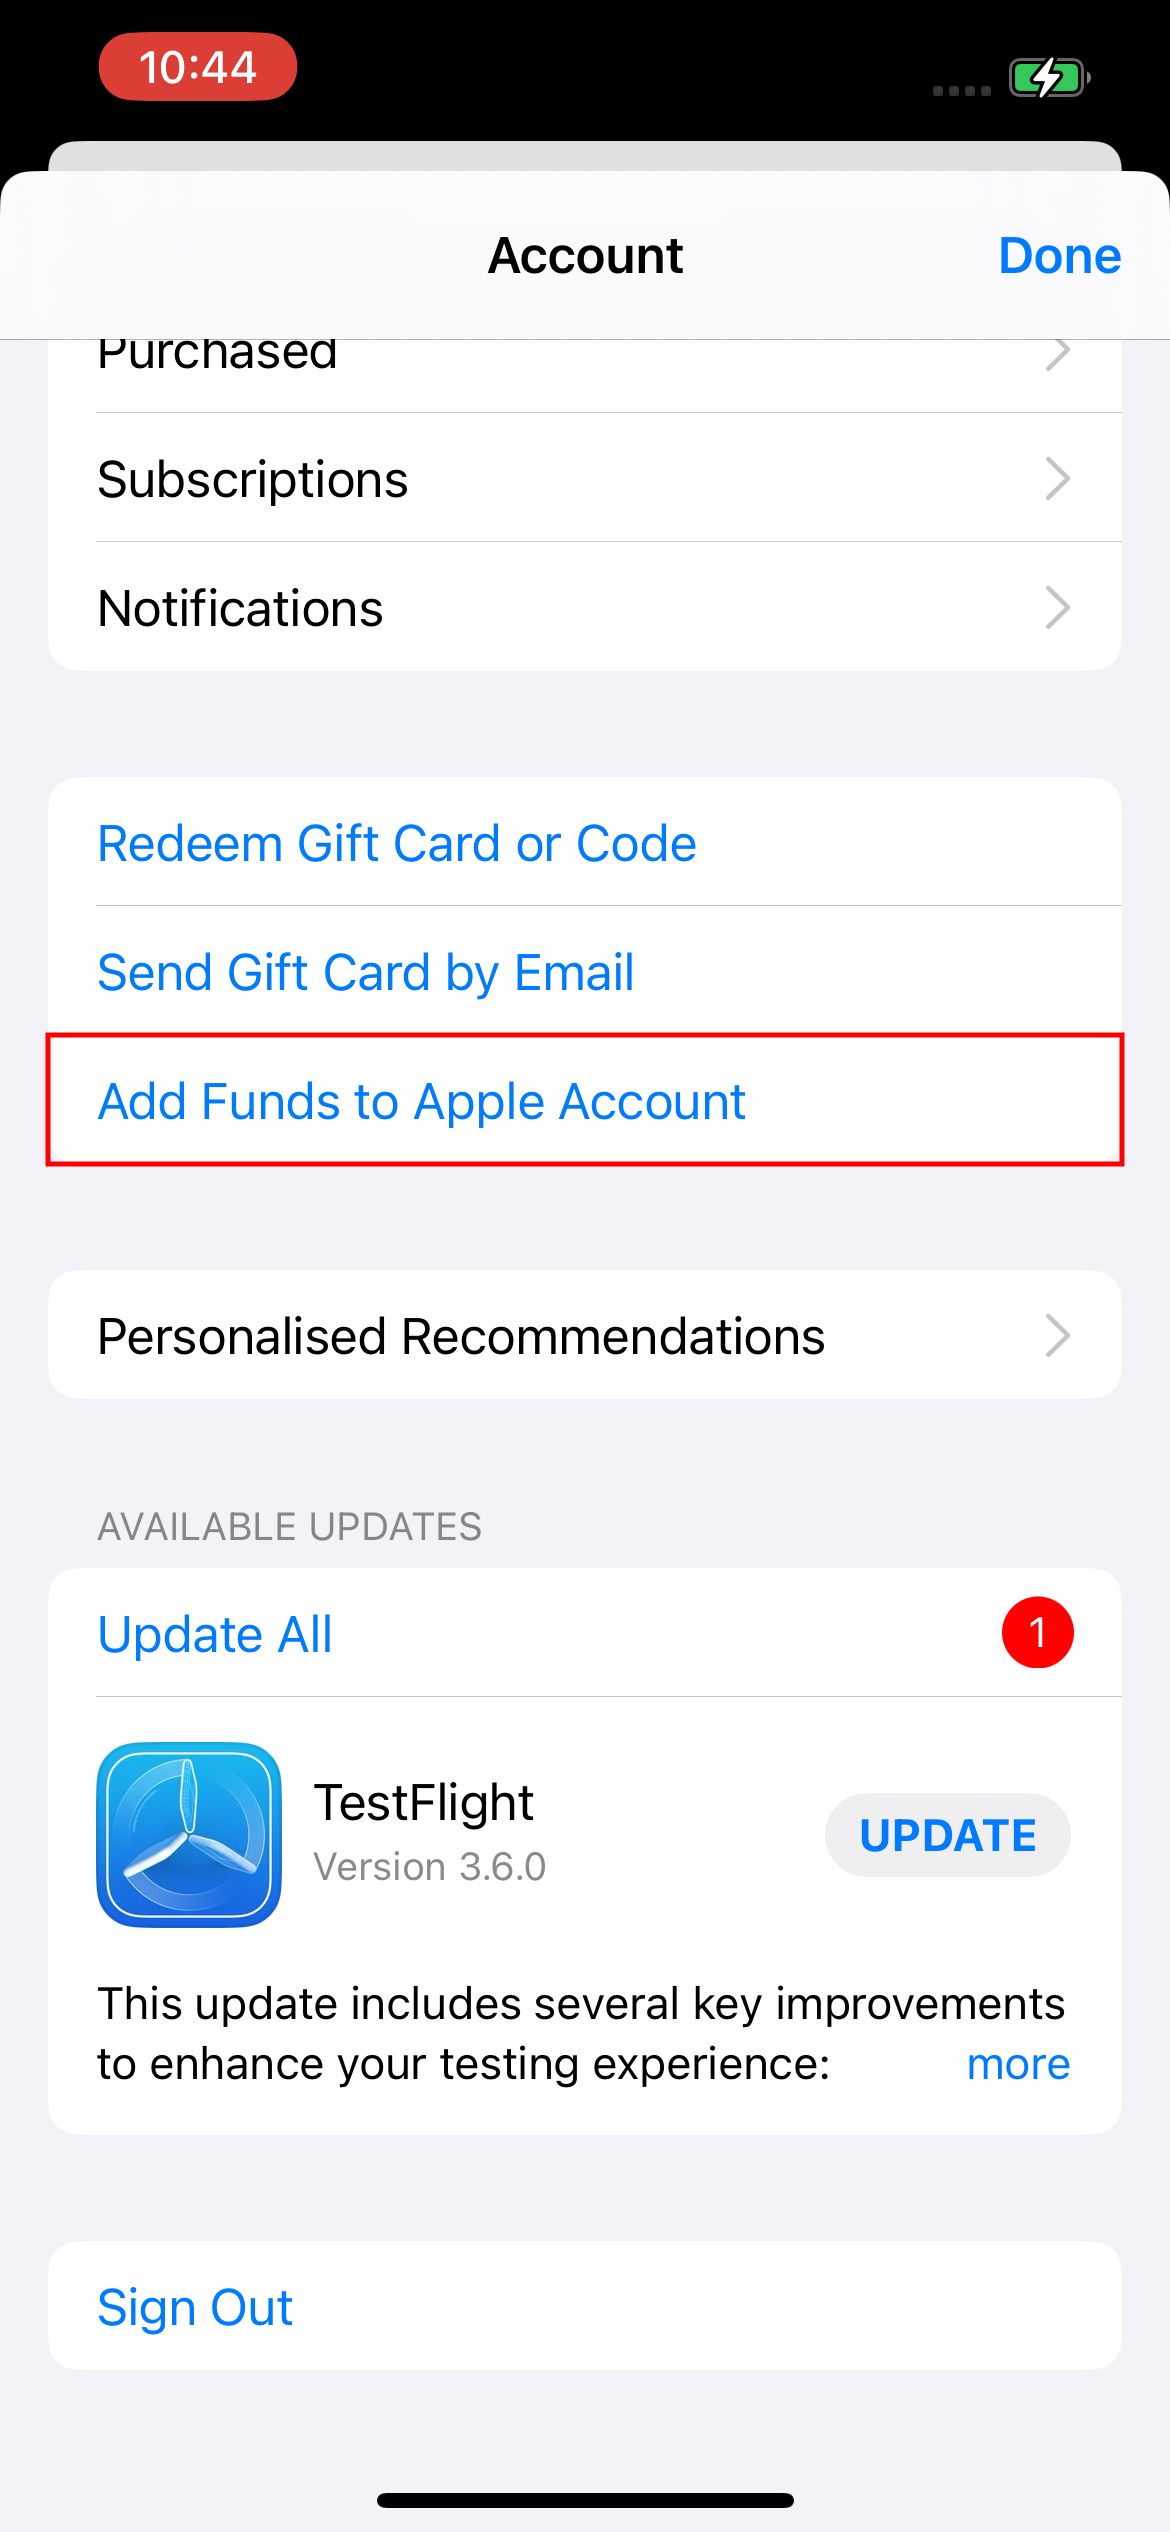 10:44
Account
Done
Purchased
Subscriptions
Notifications
Redeem Gift Card or Code
Send Gift Card by Email
Add Funds to Apple Account
Personalised Recommendations
AVAILABLE UPDATES
Update All
1
TestFlight
Version 3.6.0
UPDATE
This update includes several key improvements
to enhance your testing experience:
more
Sign Out